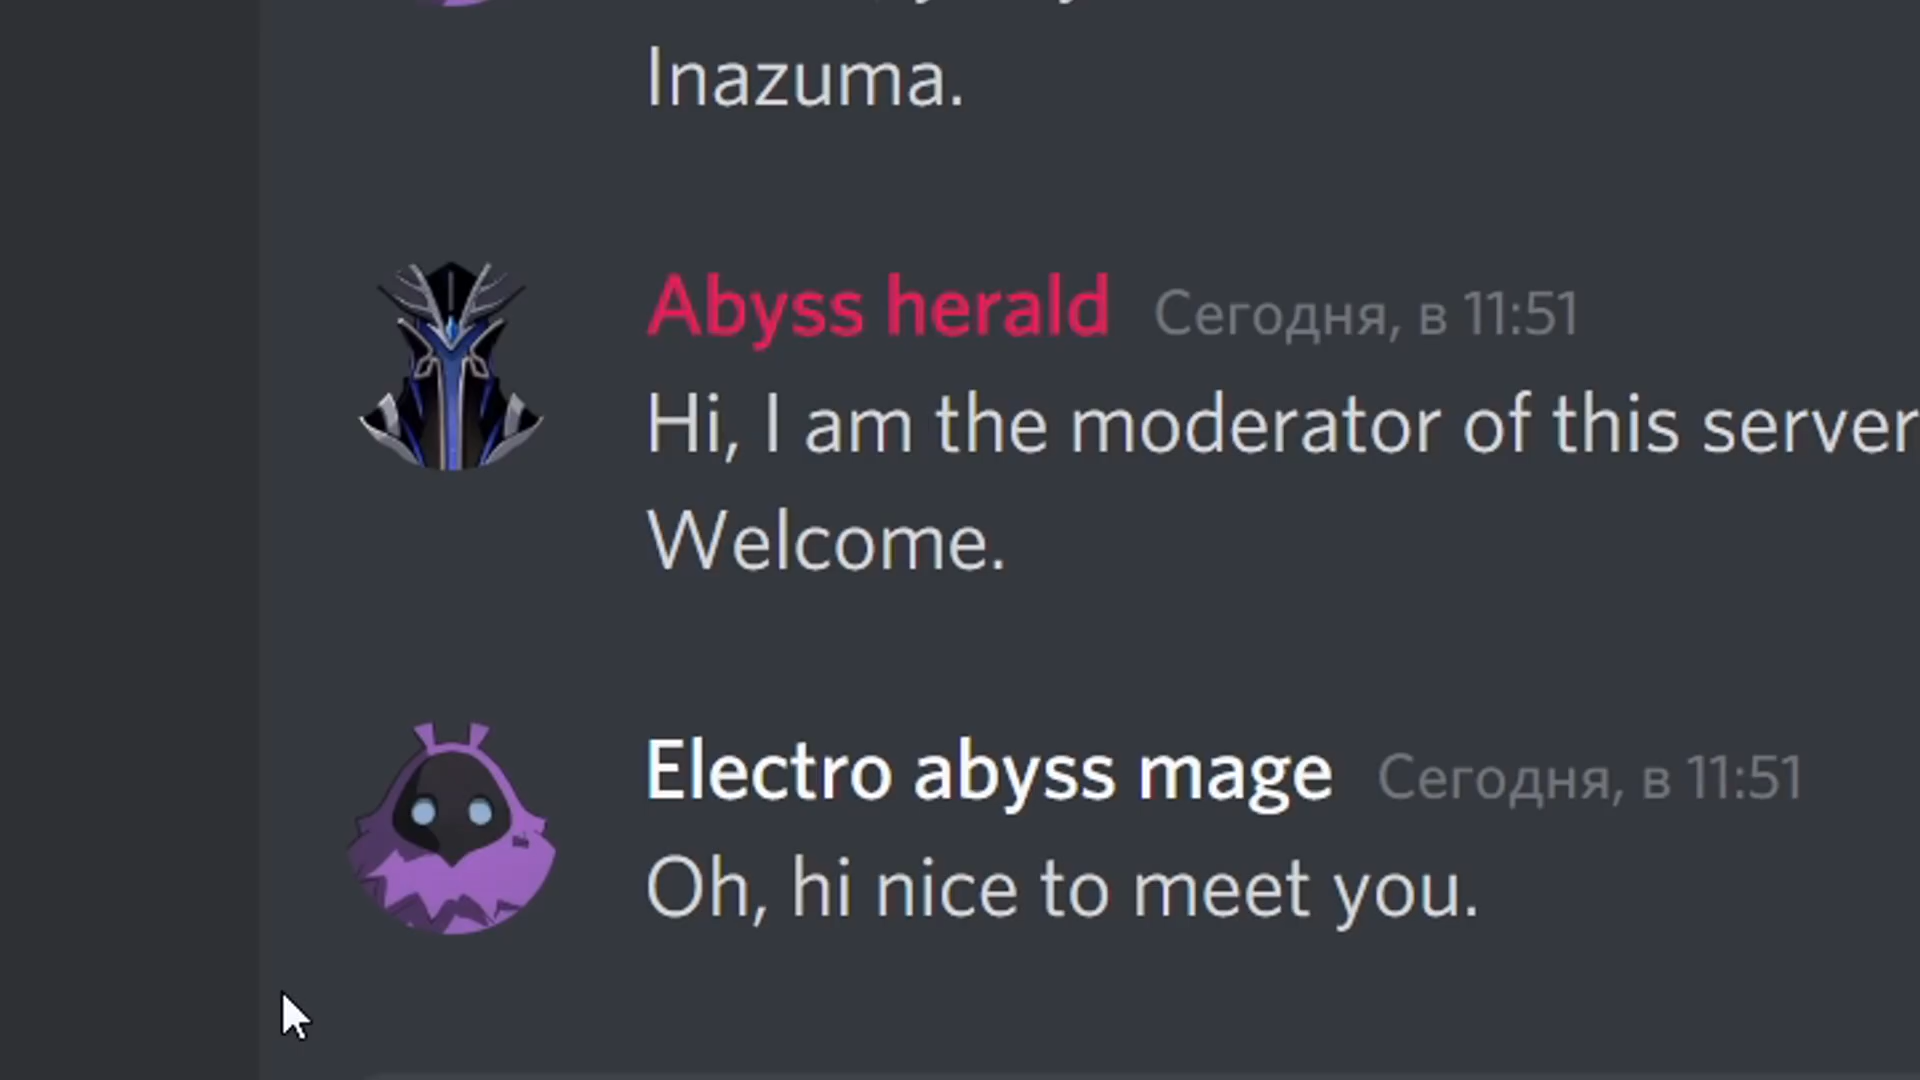 Inazuma.
Abyss herald Сегодня, в 11:51
Hi, I am the moderator of this server
Welcome.
Electro abyss mage Сегодня, в 11:51
Oh, hi nice to meet you.